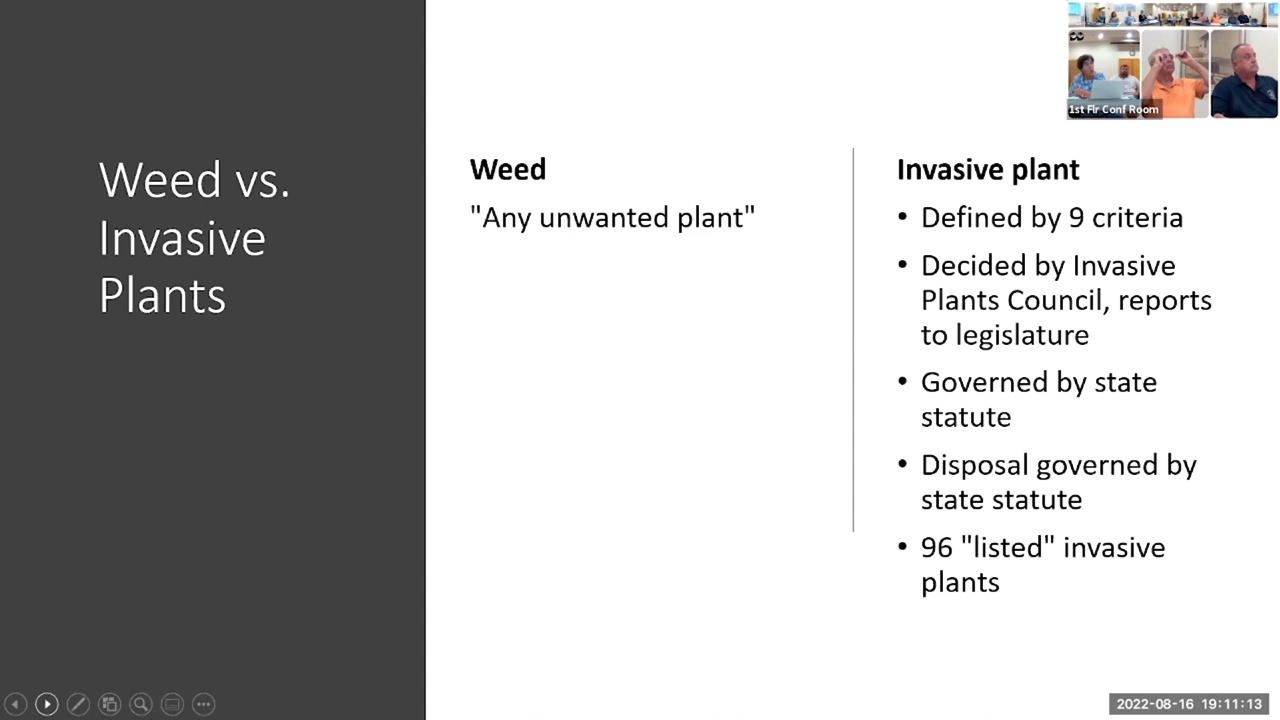 1st Flr Conf Room
Weed vs.
Invasive
Plants
Weed
"Any unwanted plant"
Invasive plant
• Defined by 9 criteria
• Decided by Invasive
Plants Council, reports
to legislature
• Governed by state
statute
• Disposal governed by
state statute
• 96 "listed" invasive
plants
2022-08-16 19:11:13